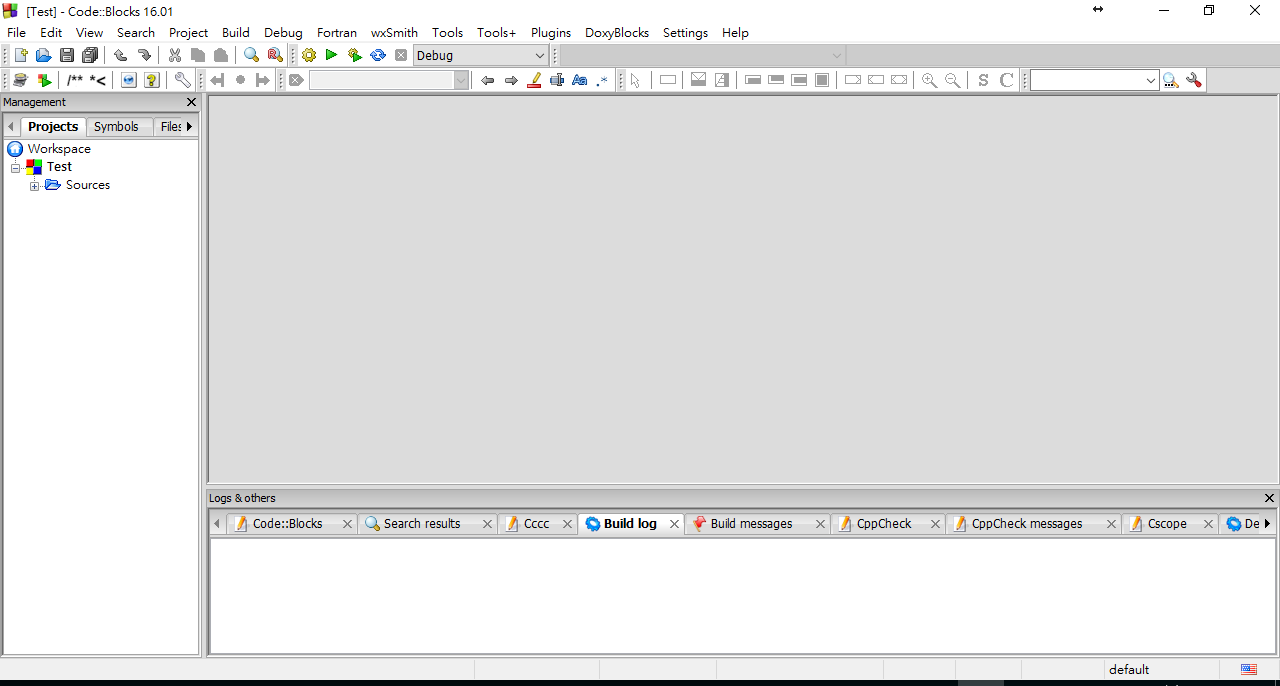 [Test] - Code::Blocks 16.01
File Edit View Search Project Build Debug Fortran wxSmith Tools Tools+ Plugins DoxyBlocks Settings Help
Debug
/** *< Aa .* S C
Management
Projects Symbols Files
Workspace
Test
Sources
Logs & others
Code::Blocks Search results Cccc Build log Build messages CppCheck CppCheck messages Cscope De
default